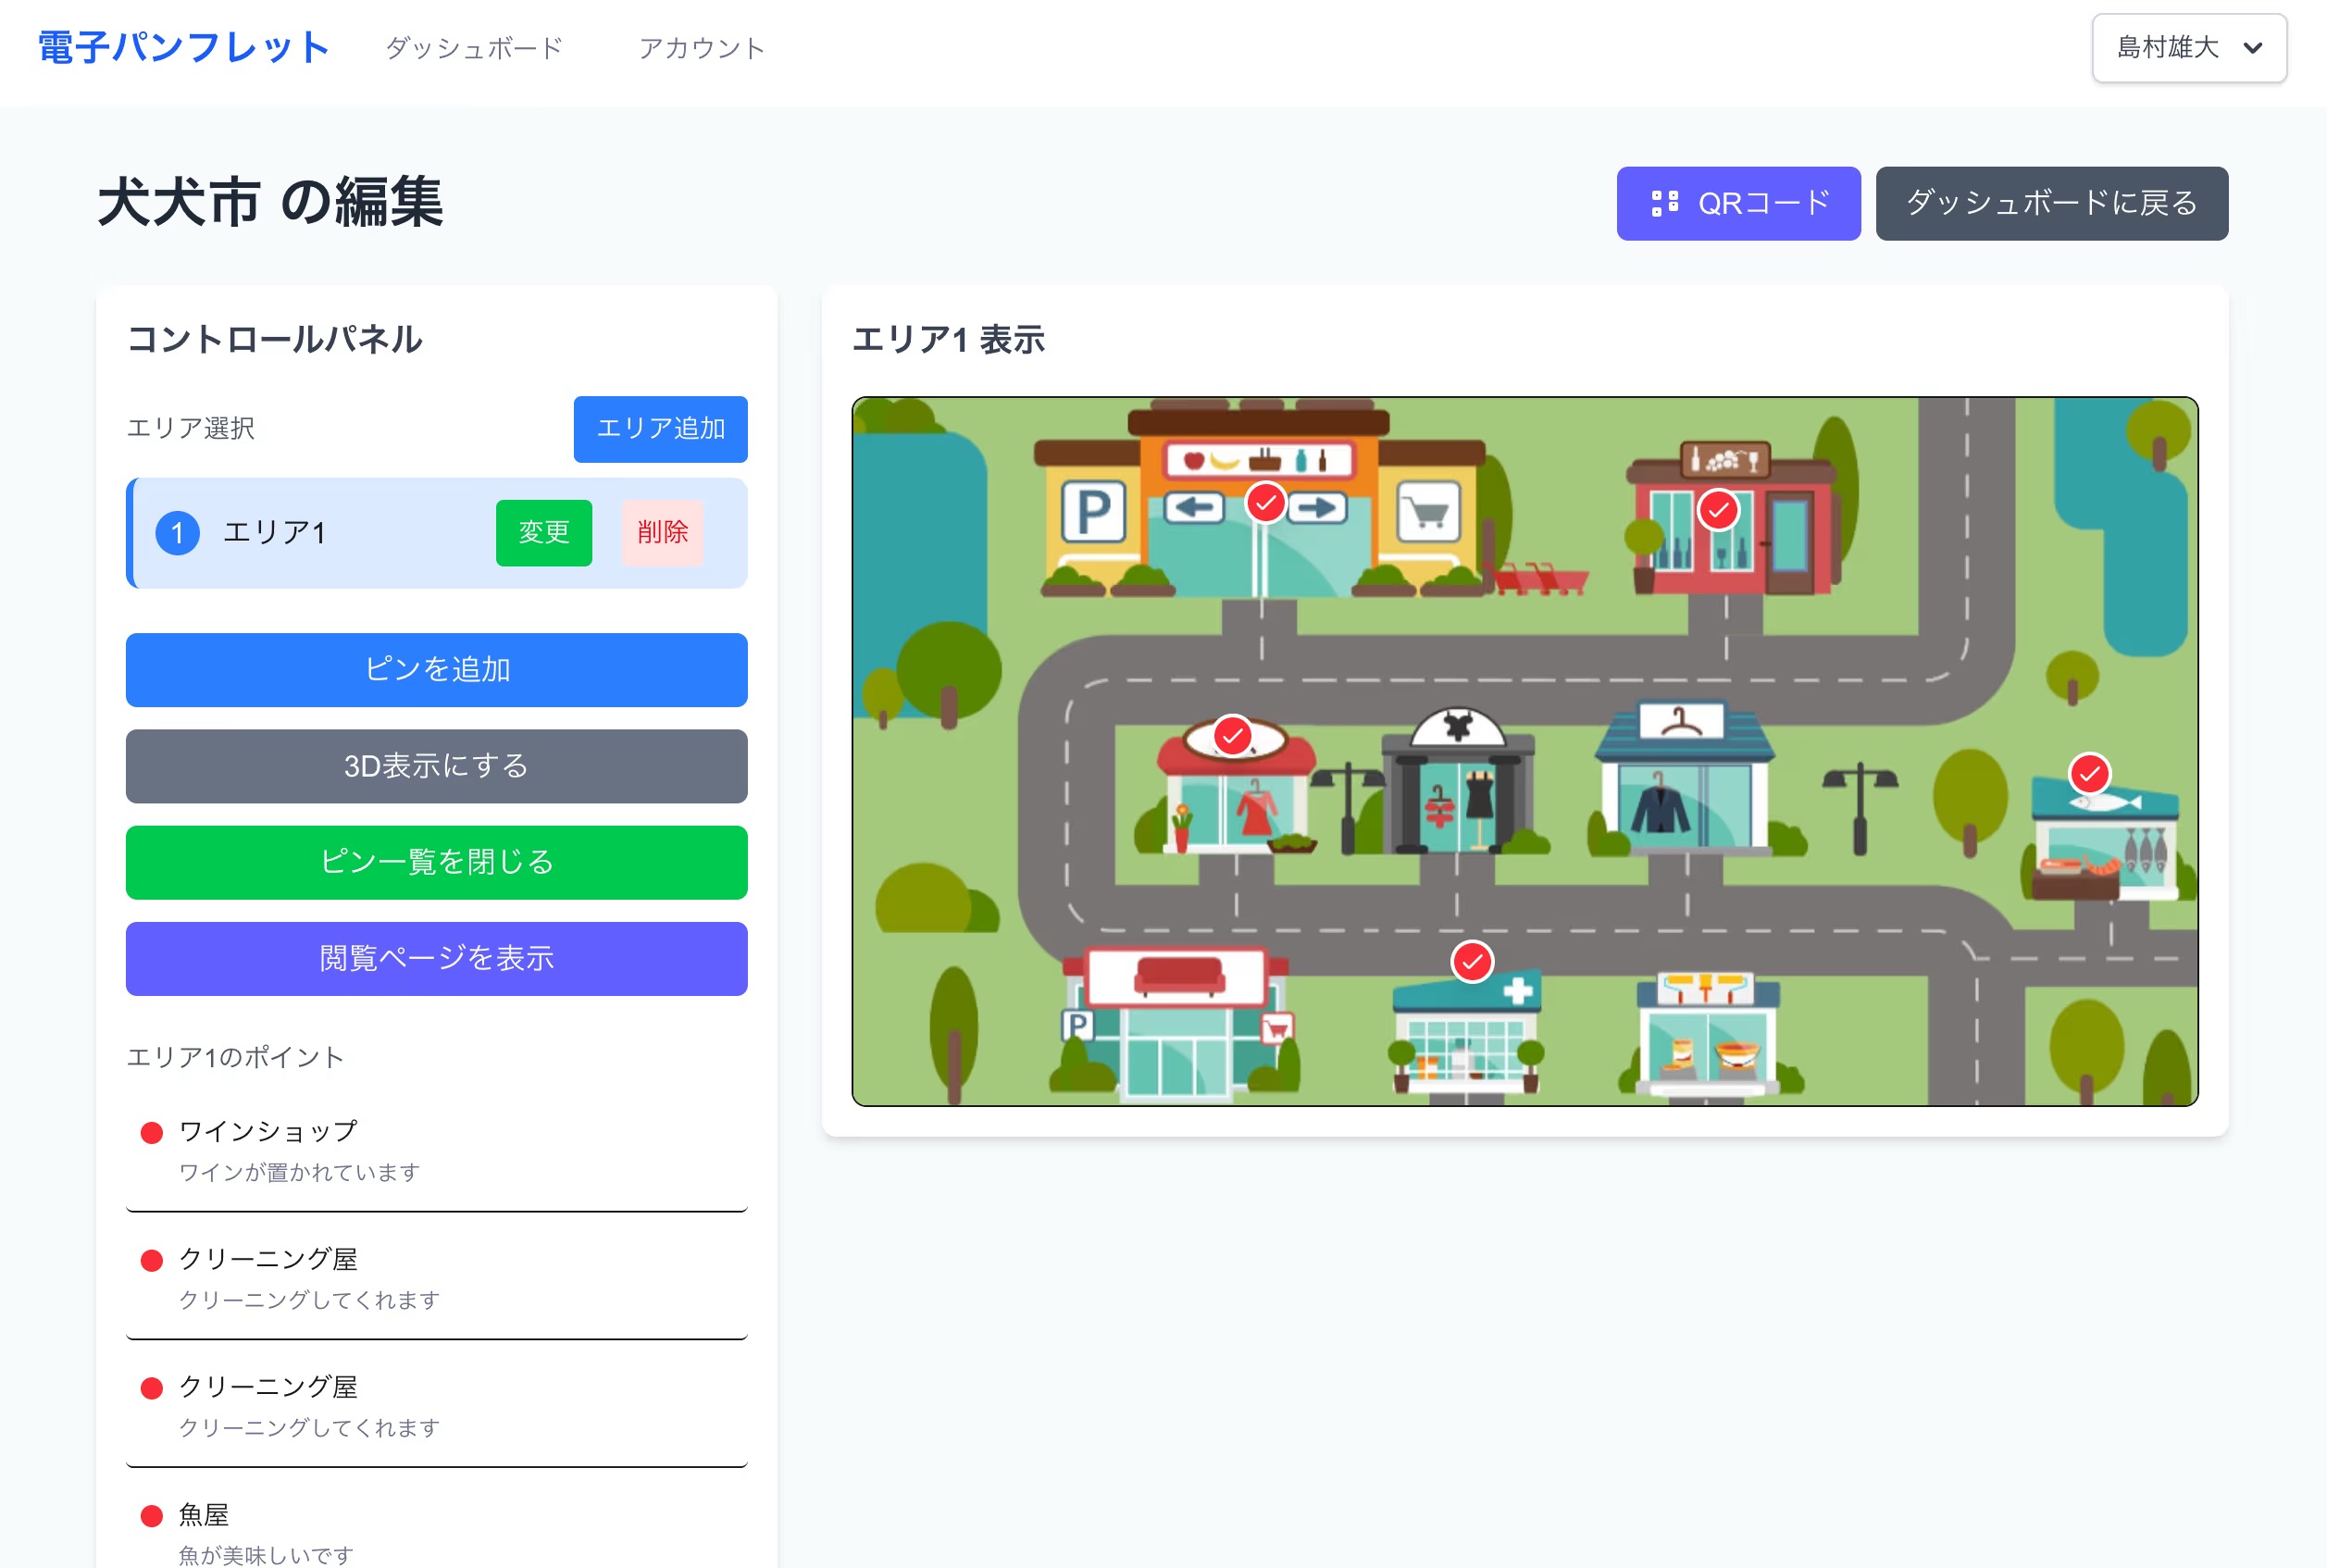 電子パンフレット
ダッシュボード
アカウント
島村雄大
犬犬市 の編集
QRコード
ダッシュボードに戻る
コントロールパネル
エリア選択
エリア追加
1
エリア1
変更
削除
ピンを追加
3D表示にする
ピン一覧を閉じる
閲覧ページを表示
エリア1のポイント
ワインショップ
ワインが置かれています
クリーニング屋
クリーニングしてくれます
クリーニング屋
クリーニングしてくれます
魚屋
魚が美味しいです
エリア1 表示
P
P